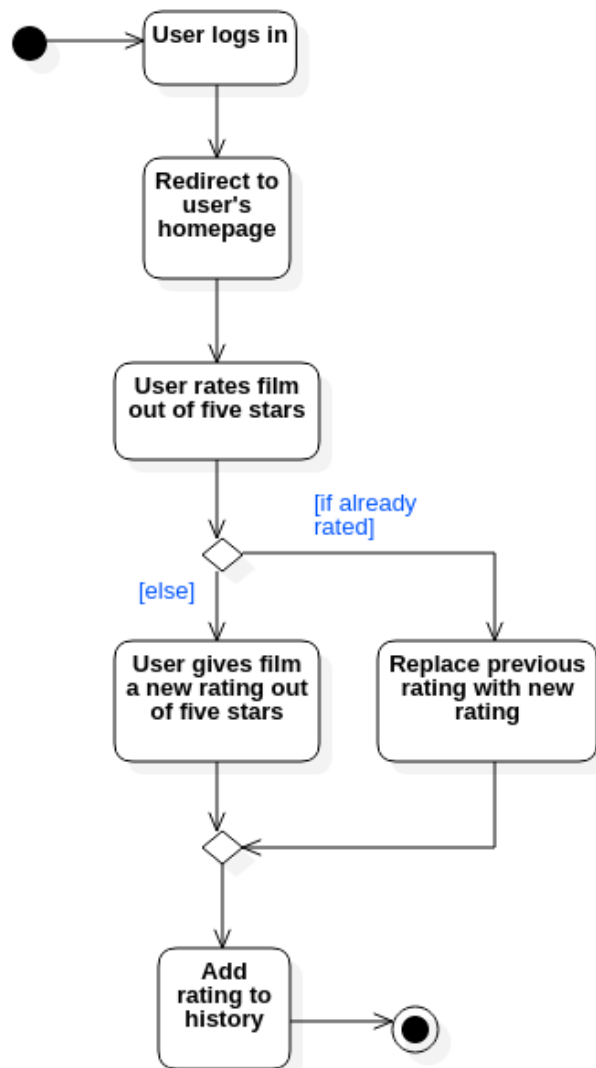 User logs in
Redirect to
user's
homepage
User rates film
out of five stars
[if already
rated]
[else]
User gives film
a new rating out
of five stars
Replace previous
rating with new
rating
Add
rating to
history